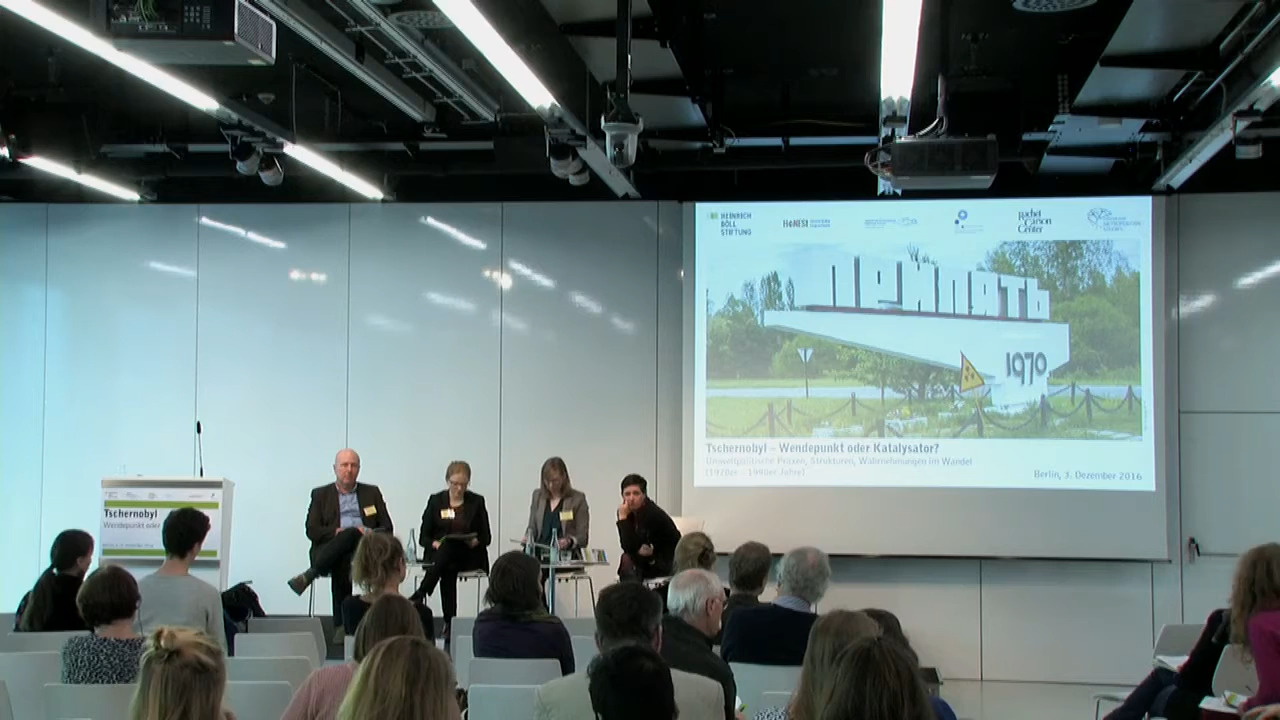 HEINRICH
BÖLL
STIFTUNG
Rachel
Carson
Center
Припять
1970
Tschernobyl – Wendepunkt oder Katalysator?
Umweltpolitische Praxen, Strukturen, Wahrnehmungen im Wandel
(1970er - 1990er Jahre)
Berlin, 3. Dezember 2016
Tschernobyl
Wendepunkt oder